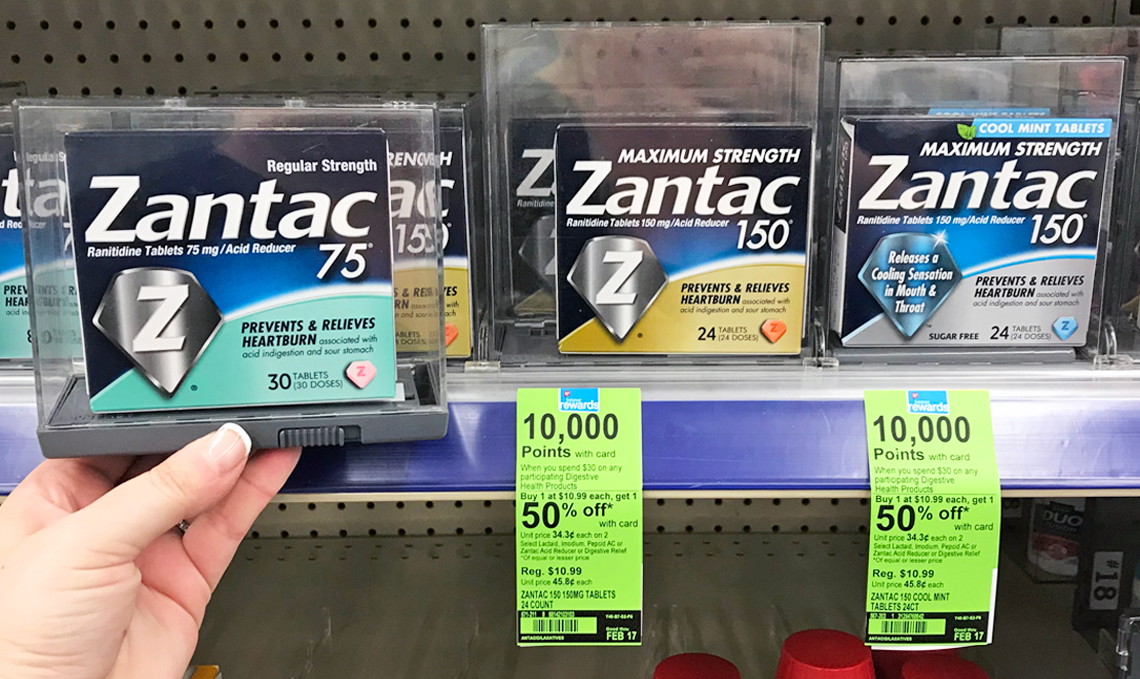 Regular Strength
Zantac
Ranitidine Tablets 75 mg/Acid Reducer
75
Z
PREVENTS & RELIEVES
HEARTBURN associated with
acid indigestion and sour stomach
30 TABLETS
(30 DOSES)
Z
MAXIMUM STRENGTH
Zantac
Ranitidine Tablets 150 mg/Acid Reducer
150
Z
PREVENTS & RELIEVES
HEARTBURN associated with
acid indigestion and sour stomach
24 TABLETS
(24 DOSES)
Z
COOL MINT TABLETS
MAXIMUM STRENGTH
Zantac
Ranitidine Tablets 150 mg/Acid Reducer
150
Releases a
Cooling Sensation
in Mouth &
Throat
PREVENTS & RELIEVES
HEARTBURN associated with
acid indigestion and sour stomach
SUGAR FREE 24 TABLETS
(24 DOSES)
Z
rewards
10,000
Points with card
When you spend $30 on any
participating Digestive
Health Products
Buy 1 at $10.99 each, get 1
50% off*
with card
Unit price 34.3¢ each on 2
Select Lactaid, Imodium, Pepcid AC or
Zantac Acid Reducer or Digestive Relief
*Of equal or lesser price
Reg. $10.99
Unit price 45.8¢ each
ZANTAC 150 150MG TABLETS
24 COUNT
ANTACID/LAXATIVES
Good thru
FEB 17
rewards
10,000
Points with card
When you spend $30 on any
participating Digestive
Health Products
Buy 1 at $10.99 each, get 1
50% off*
with card
Unit price 34.3¢ each on 2
Select Lactaid, Imodium, Pepcid AC or
Zantac Acid Reducer or Digestive Relief
*Of equal or lesser price
Reg. $10.99
Unit price 45.8¢ each
ZANTAC 150 COOL MINT
TABLETS 24CT
ANTACID/LAXATIVES
Good thru
FEB 17
DUO
#18